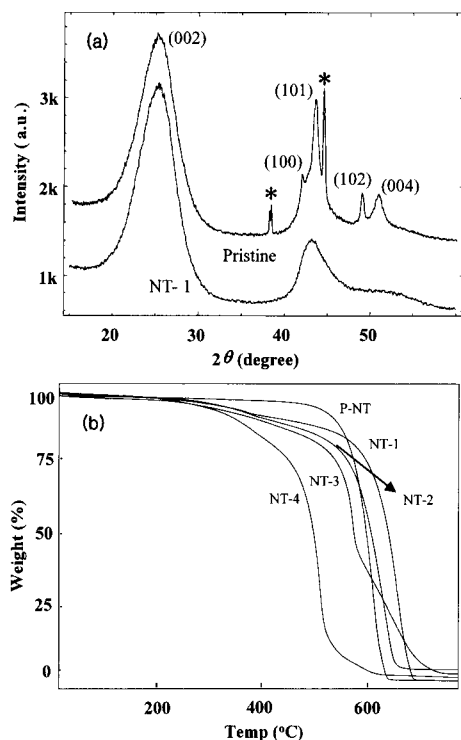 (a)
(002)
*
(101)
(100)
*
(102)
(004)
Pristine
NT- 1
Intensity ( a.u. )
3k
2k
1k
20
30
40
50
2θ (degree)
(b)
100
75
50
25
0
Weight (%)
P-NT
NT-1
NT-2
NT-3
NT-4
200
400
600
Temp (°C)